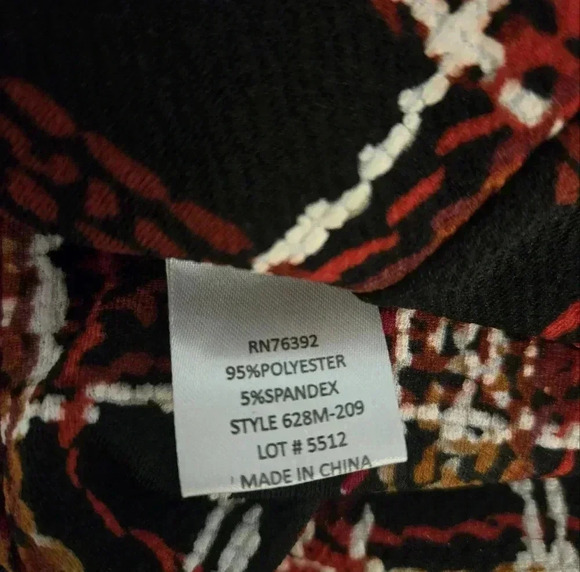 RN76392
95%POLYESTER
5%SPANDEX
STYLE 628M-209
LOT # 5512
MADE IN CHINA